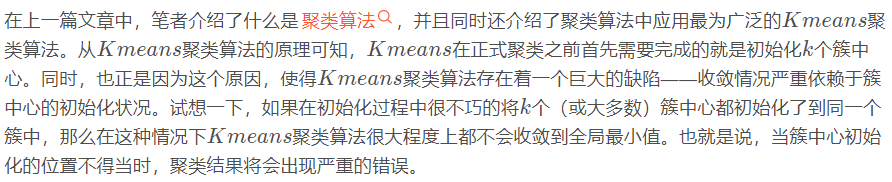 在上一篇文章中，笔者介绍了什么是聚类算法，并且同时还介绍了聚类算法中应用最为广泛的Kmeans聚
类算法。从Kmeans聚类算法的原理可知，Kmeans在正式聚类之前首先需要完成的就是初始化k个簇中
心。同时，也正是因为这个原因，使得Kmeans聚类算法存在着一个巨大的缺陷——收敛情况严重依赖于簇
中心的初始化状况。试想一下，如果在初始化过程中很不巧的将k个（或大多数）簇中心都初始化了到同一个
簇中，那么在这种情况下Kmeans聚类算法很大程度上都不会收敛到全局最小值。也就是说，当簇中心初始
化的位置不得当时，聚类结果将会出现严重的错误。